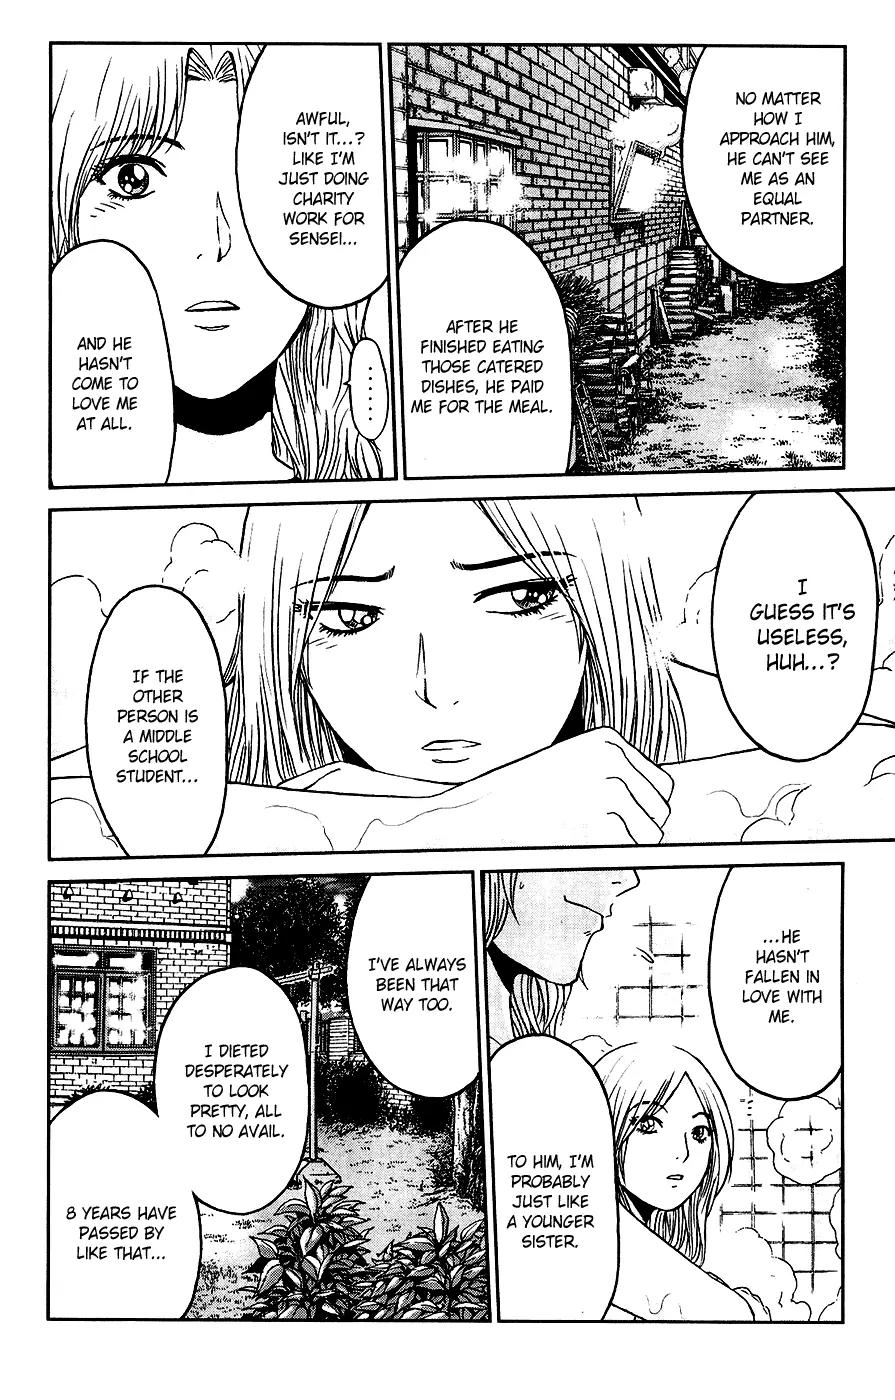 NO MATTER
HOW I
APPROACH HIM,
HE CAN'T SEE
ME AS AN
EQUAL
PARTNER.
AFTER HE
FINISHED EATING
THOSE CATERED
DISHES, HE PAID
ME FOR THE MEAL.
AWFUL,
ISN'T IT...?
LIKE I'M
JUST DOING
CHARITY
WORK FOR
SENSEI...
....
AND HE
HASN'T
COME TO
LOVE ME
AT ALL.
I
GUESS IT'S
USELESS,
HUH...?
IF THE
OTHER
PERSON IS
A MIDDLE
SCHOOL
STUDENT...
...HE
HASN'T
FALLEN IN
LOVE WITH
ME.
TO HIM, I'M
PROBABLY
JUST LIKE
A YOUNGER
SISTER.
I'VE ALWAYS
BEEN THAT
WAY TOO.
I DIETED
DESPERATELY
TO LOOK
PRETTY, ALL
TO NO AVAIL.
8 YEARS HAVE
PASSED BY
LIKE THAT...